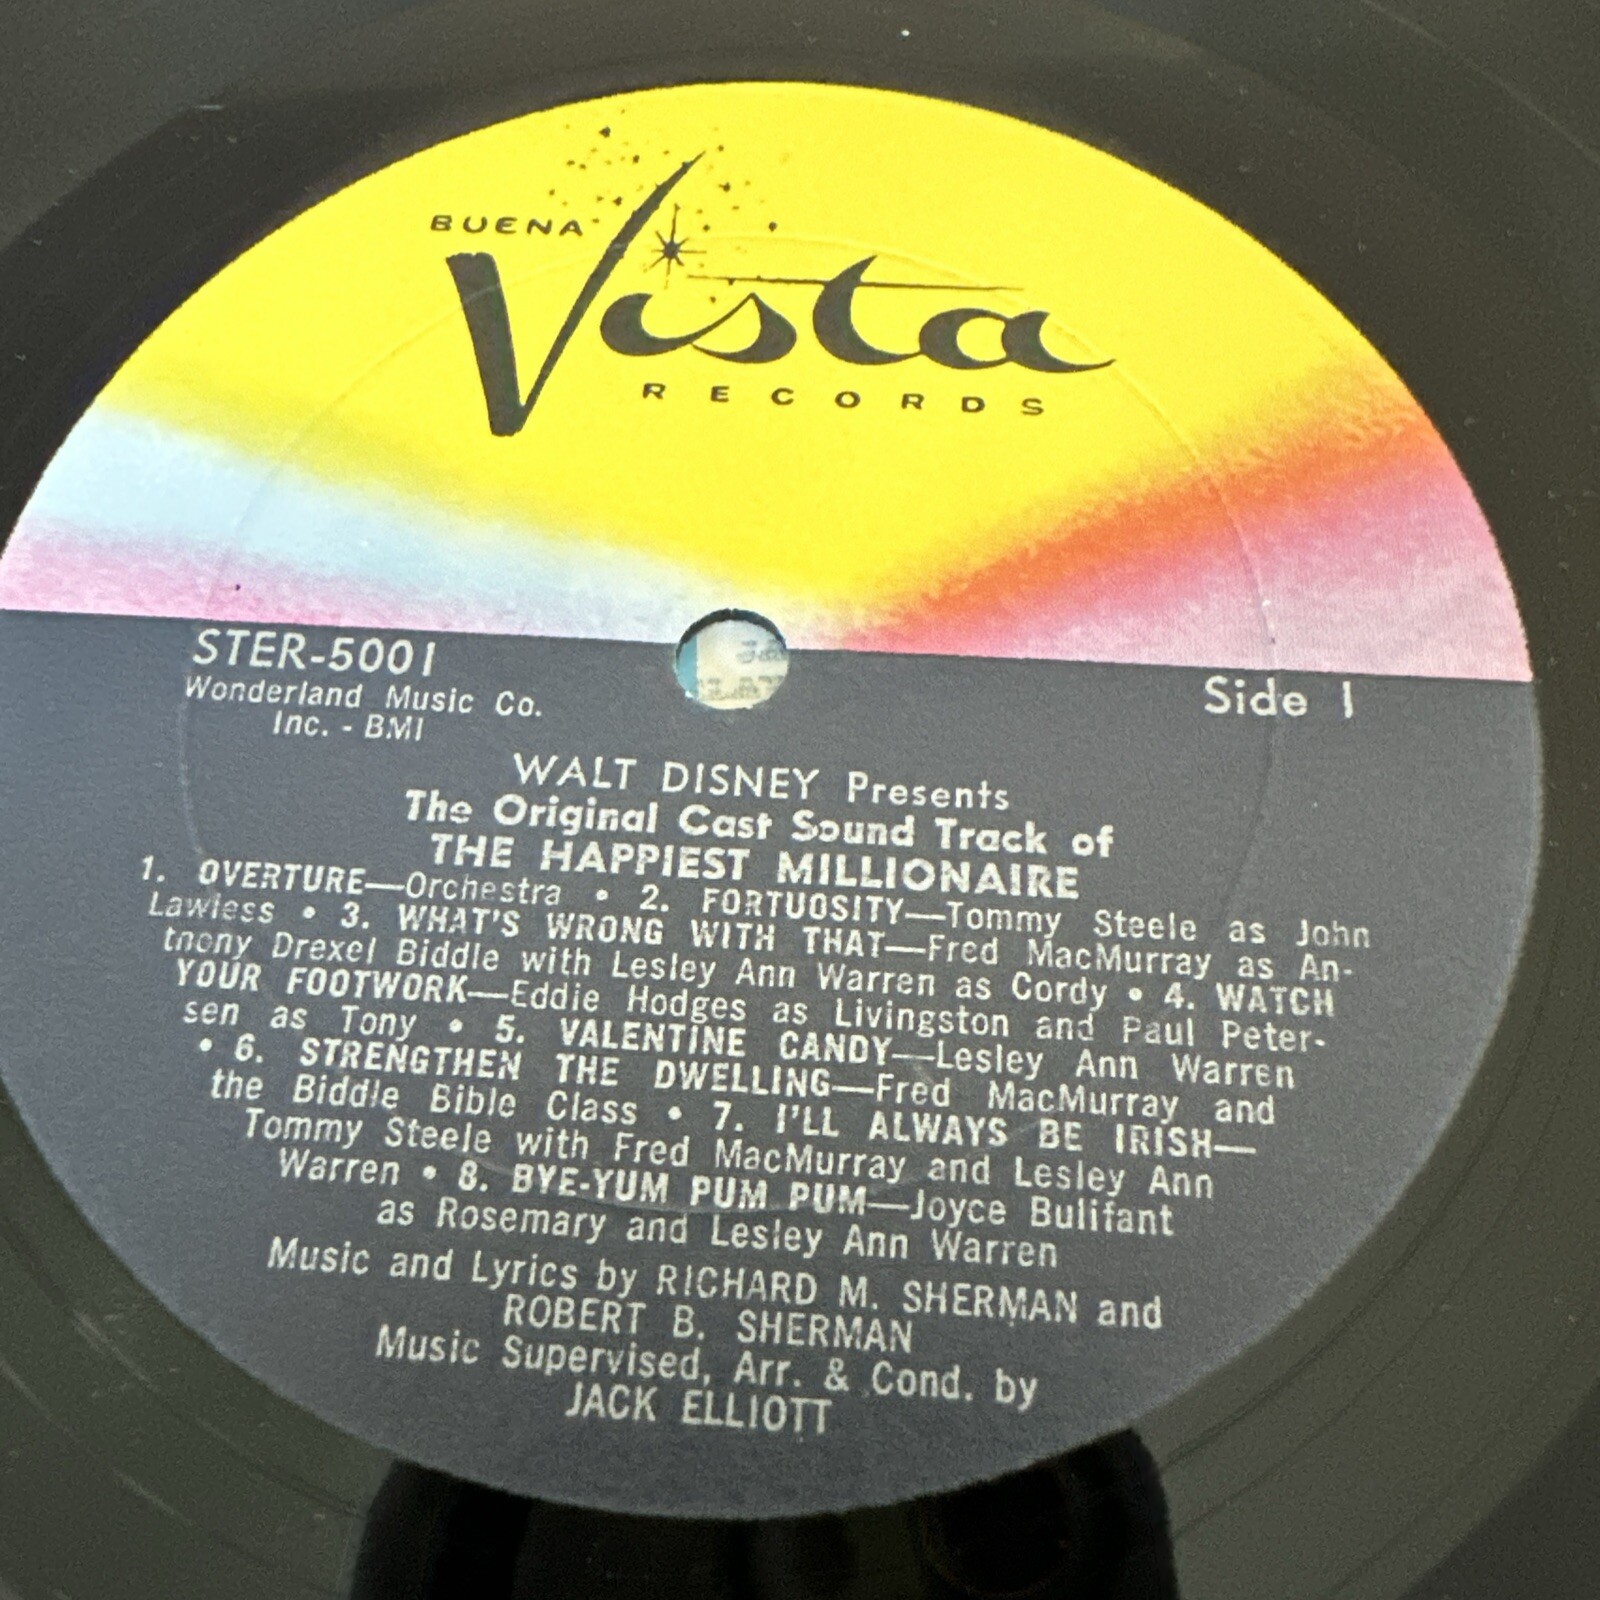 BUENA
Vista
RECORDS
STER-5001
Side 1
Wonderland Music Co.
Inc. - BMI
WALT DISNEY Presents
The Original Cast Sound Track of
THE HAPPIEST MILLIONAIRE
1. OVERTURE—Orchestra • 2. FORTUOSITY—Tommy Steele as John
Lawless • 3. WHAT'S WRONG WITH THAT—Fred MacMurray as An-
thony Drexel Biddle with Lesley Ann Warren as Cordy • 4. WATCH
YOUR FOOTWORK—Eddie Hodges as Livingston and Paul Peter-
sen as Tony • 5. VALENTINE CANDY—Lesley Ann Warren
• 6. STRENGTHEN THE DWELLING—Fred MacMurray and
the Biddle Bible Class • 7. I'LL ALWAYS BE IRISH—
Tommy Steele with Fred MacMurray and Lesley Ann
Warren • 8. BYE-YUM PUM PUM—Joyce Bulifant
as Rosemary and Lesley Ann Warren
Music and Lyrics by RICHARD M. SHERMAN and
ROBERT B. SHERMAN
Music Supervised, Arr. & Cond. by
JACK ELLIOTT